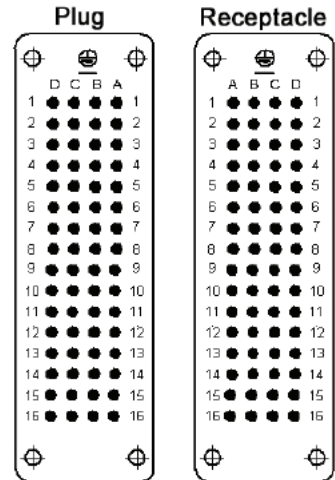 Plug Receptacle
D C B A A B C D
1 1 1 1
2 2 2 2
3 3 3 3
4 4 4 4
5 5 5 5
6 6 6 6
7 7 7 7
8 8 8 8
9 9 9 9
10 10 10 10
11 11 11 11
12 12 12 12
13 13 13 13
14 14 14 14
15 15 15 15
16 16 16 16